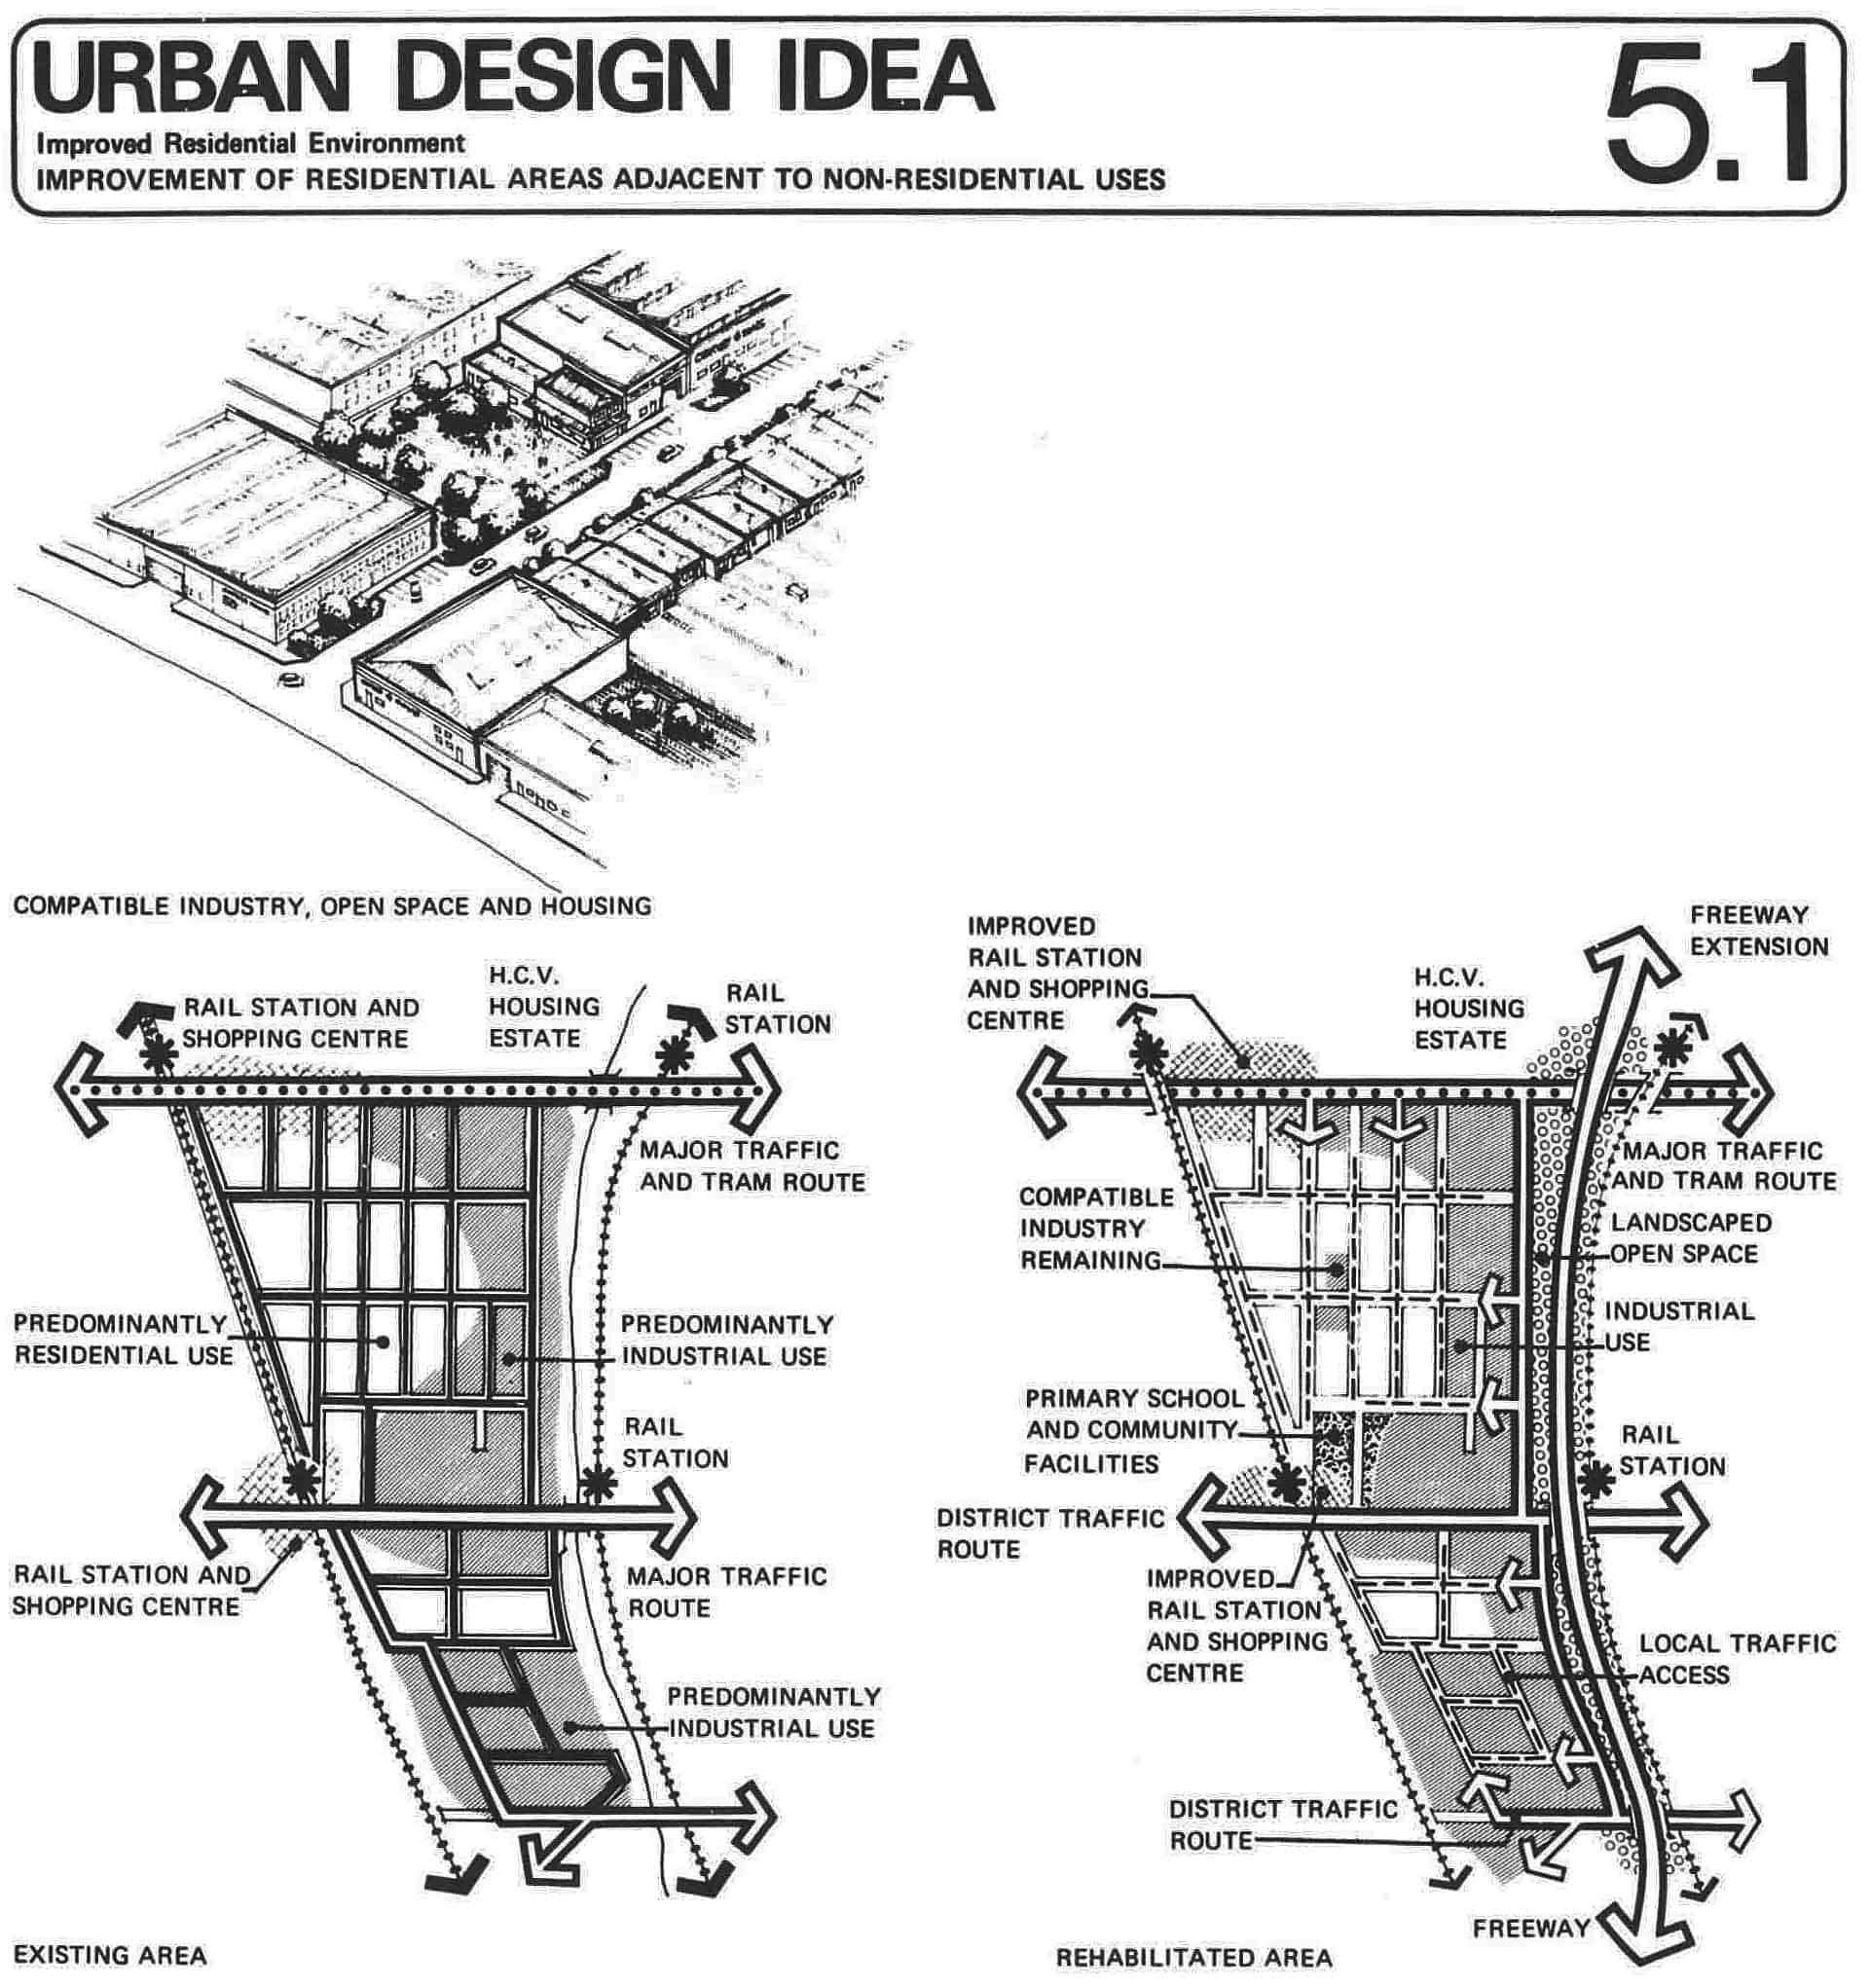 URBAN DESIGN IDEA
5.1
Improved Residential Environment
IMPROVEMENT OF RESIDENTIAL AREAS ADJACENT TO NON-RESIDENTIAL USES
COMPATIBLE INDUSTRY, OPEN SPACE AND HOUSING
RAIL STATION AND
SHOPPING CENTRE
H.C.V.
HOUSING
ESTATE
RAIL
STATION
MAJOR TRAFFIC
AND TRAM ROUTE
PREDOMINANTLY
RESIDENTIAL USE
PREDOMINANTLY
INDUSTRIAL USE
RAIL
STATION
RAIL STATION AND
SHOPPING CENTRE
MAJOR TRAFFIC
ROUTE
PREDOMINANTLY
INDUSTRIAL USE
EXISTING AREA
IMPROVED
RAIL STATION
AND SHOPPING
CENTRE
H.C.V.
HOUSING
ESTATE
FREEWAY
EXTENSION
MAJOR TRAFFIC
AND TRAM ROUTE
COMPATIBLE
INDUSTRY
REMAINING
LANDSCAPED
OPEN SPACE
INDUSTRIAL
USE
PRIMARY SCHOOL
AND COMMUNITY
FACILITIES
RAIL
STATION
DISTRICT TRAFFIC
ROUTE
IMPROVED
RAIL STATION
AND SHOPPING
CENTRE
LOCAL TRAFFIC
ACCESS
DISTRICT TRAFFIC
ROUTE
FREEWAY
REHABILITATED AREA